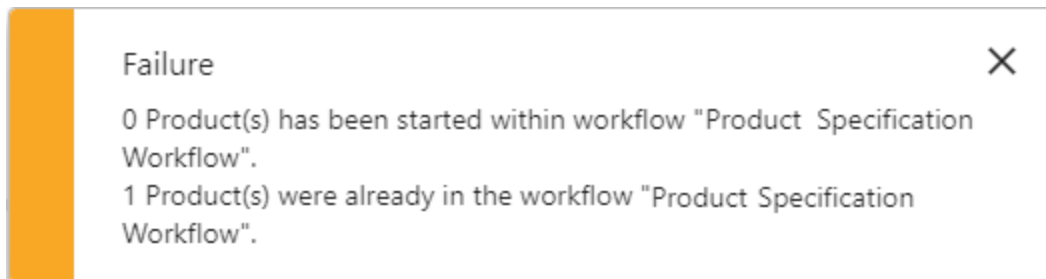 Failure
0 Product(s) has been started within workflow "Product  Specification
Workflow".
1 Product(s) were already in the workflow "Product Specification
Workflow".